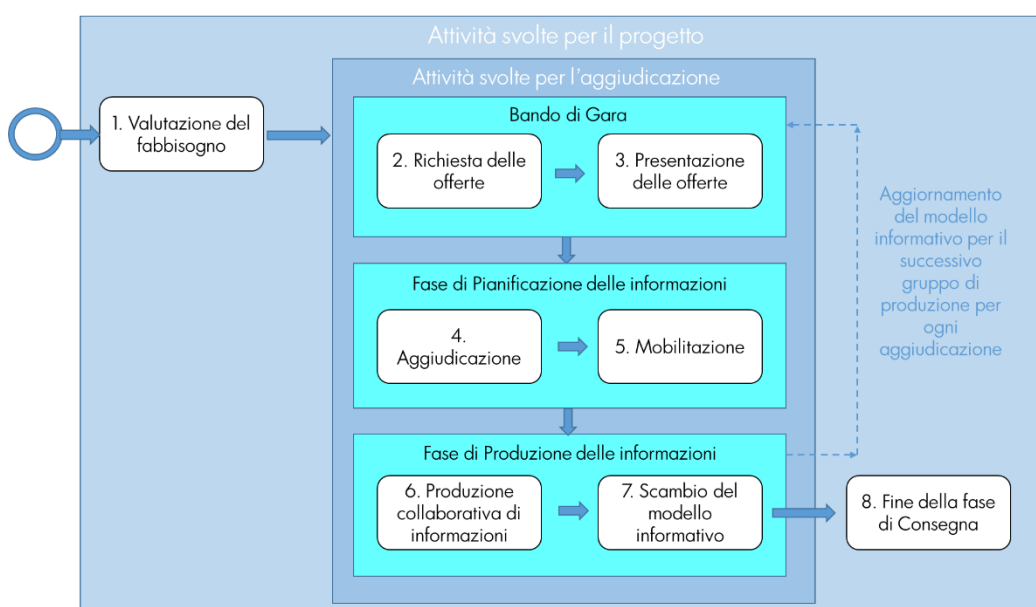 Attività svolte per il progetto
Attività svolte per l'aggiudicazione
1. Valutazione del
fabbisogno
Bando di Gara
2. Richiesta delle
offerte
3. Presentazione
delle offerte
Fase di Pianificazione delle informazioni
4.
Aggiudicazione
5. Mobilitazione
Fase di Produzione delle informazioni
6. Produzione
collaborativa di
informazioni
7. Scambio del
modello
informativo
8. Fine della fase
di Consegna
Aggiornamento
del modello
informativo per il
successivo
gruppo di
produzione per
ogni
aggiudicazione